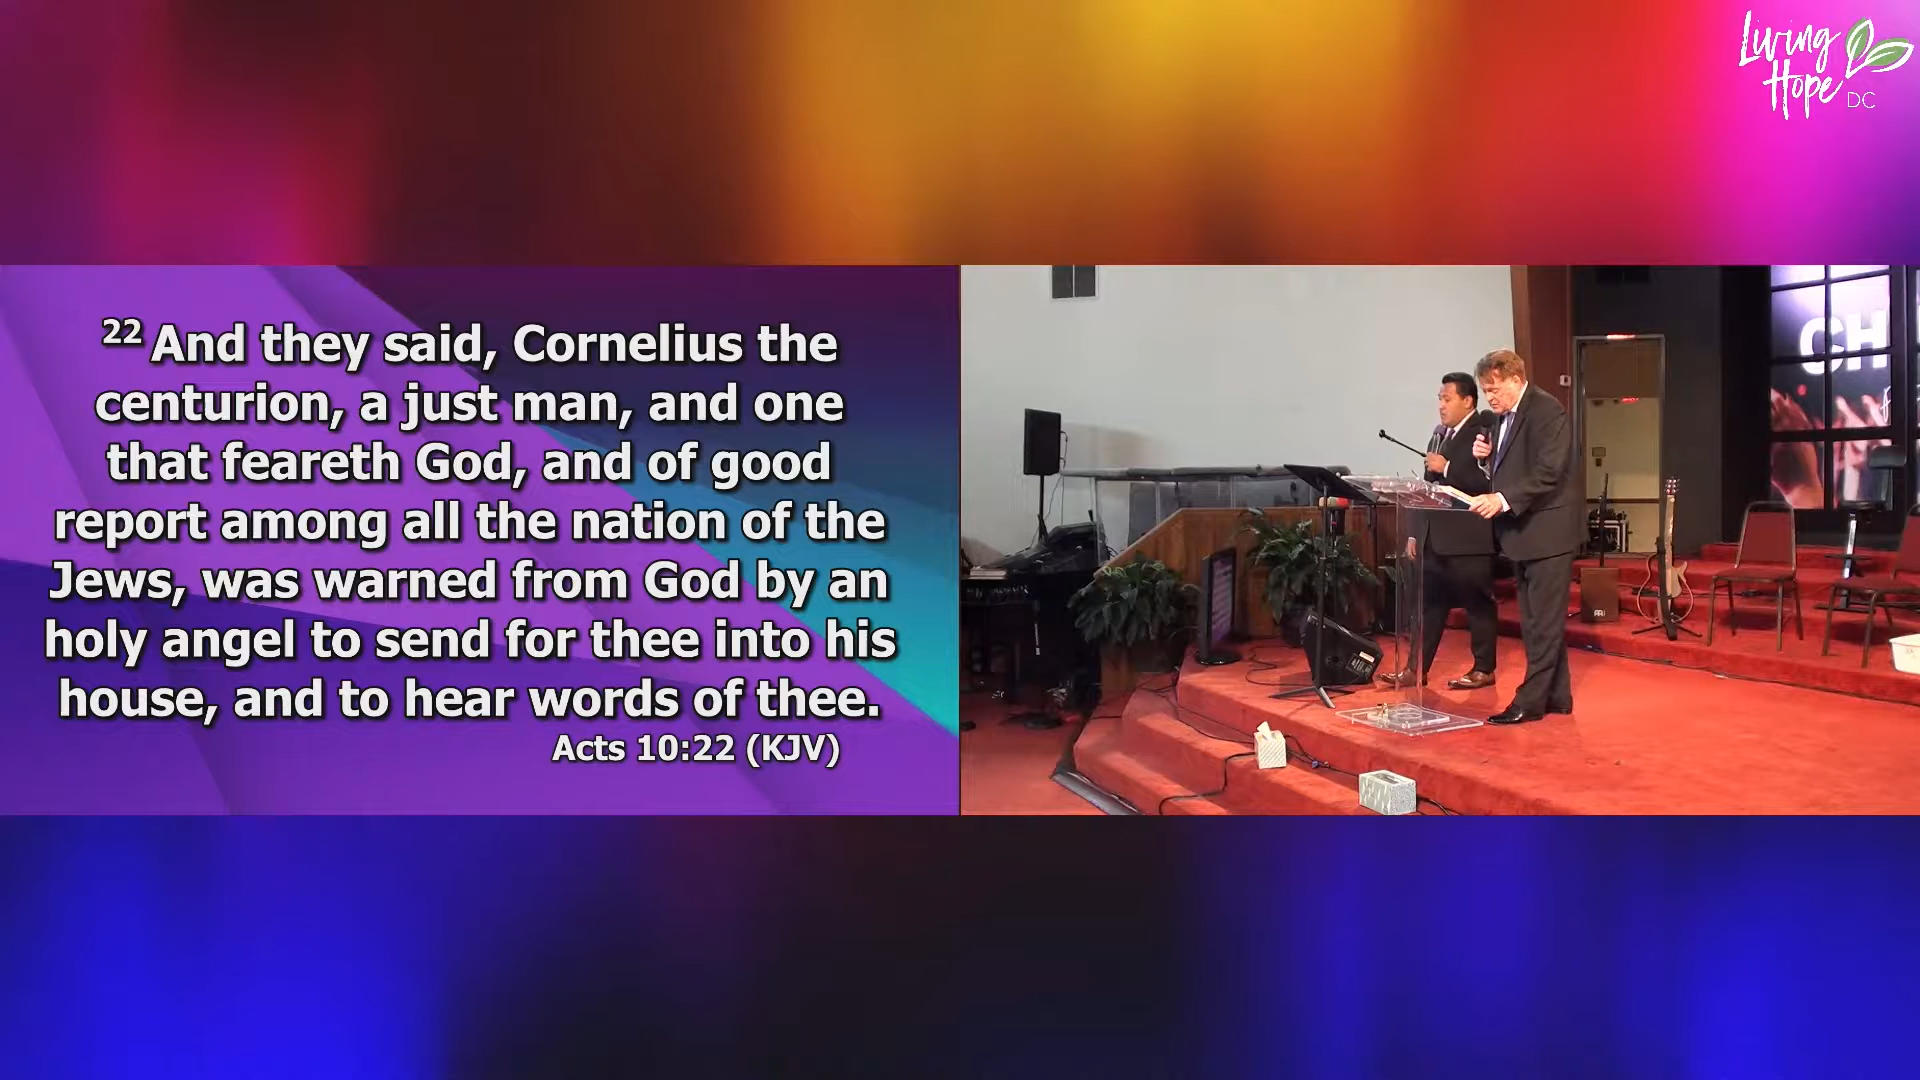 Living
Hope
DC
22 And they said, Cornelius the
centurion, a just man, and one
that feareth God, and of good
report among all the nation of the
Jews, was warned from God by an
holy angel to send for thee into his
house, and to hear words of thee.
Acts 10:22 (KJV)
CH